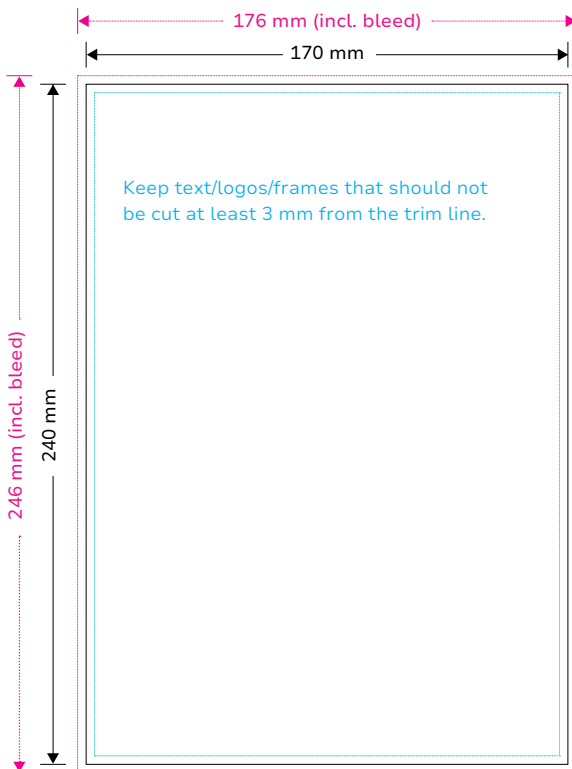 176 mm (incl. bleed)
170 mm
Keep text/logos/frames that should not
be cut at least 3 mm from the trim line.
246 mm (incl. bleed)
240 mm